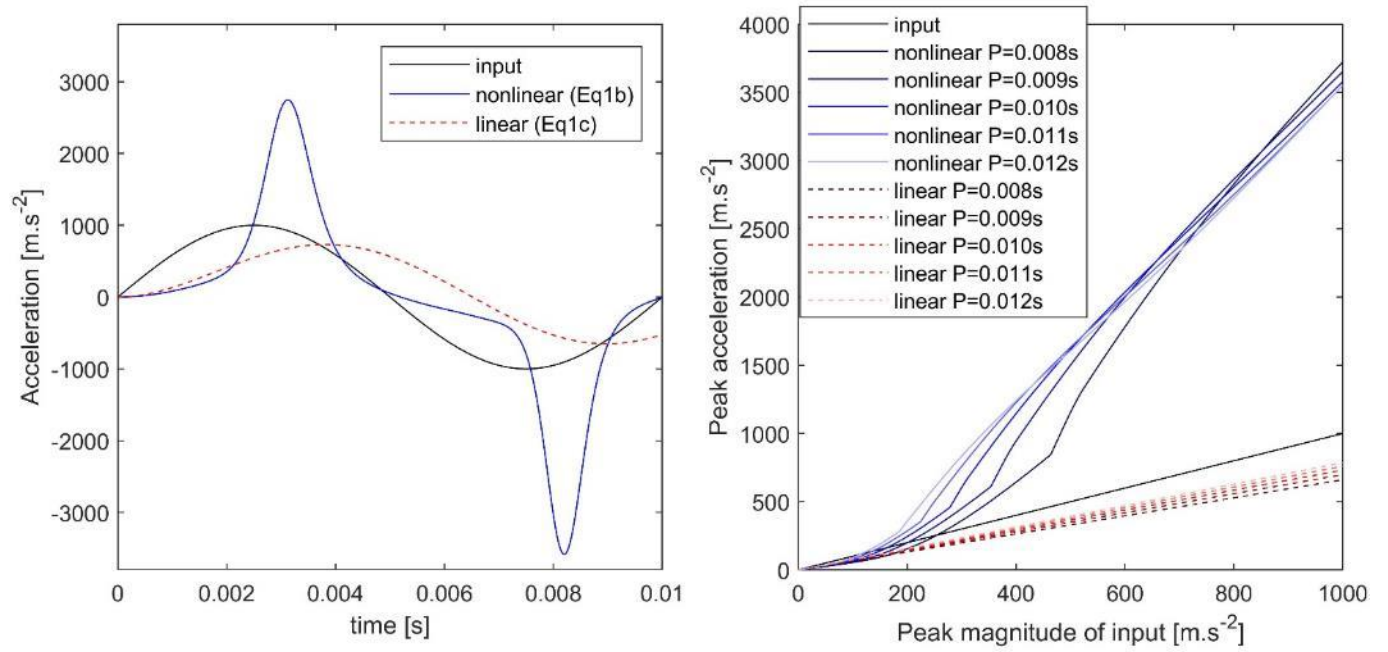 3000
2000
1000
0
-1000
-2000
-3000
Acceleration [m.s-2]
input
nonlinear (Eq1b)
linear (Eq1c)
0
0.002
0.004
0.006
0.008
0.01
time [s]
4000
3500
3000
2500
2000
1500
1000
500
0
Peak acceleration [m.s-2]
input
nonlinear P=0.008s
nonlinear P=0.009s
nonlinear P=0.010s
nonlinear P=0.011s
nonlinear P=0.012s
linear P=0.008s
linear P=0.009s
linear P=0.010s
linear P=0.011s
linear P=0.012s
0
200
400
600
800
1000
Peak magnitude of input [m.s-2]